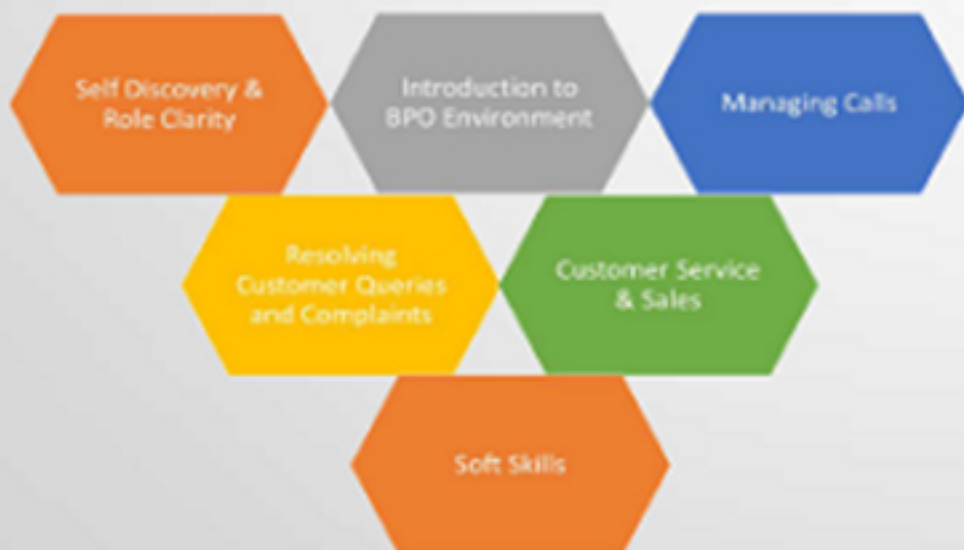 Self Discovery &
Role Clarity
Introduction to
BPO Environment
Managing Calls
Resolving
Customer Queries
and Complaints
Customer Service
& Sales
Soft Skills